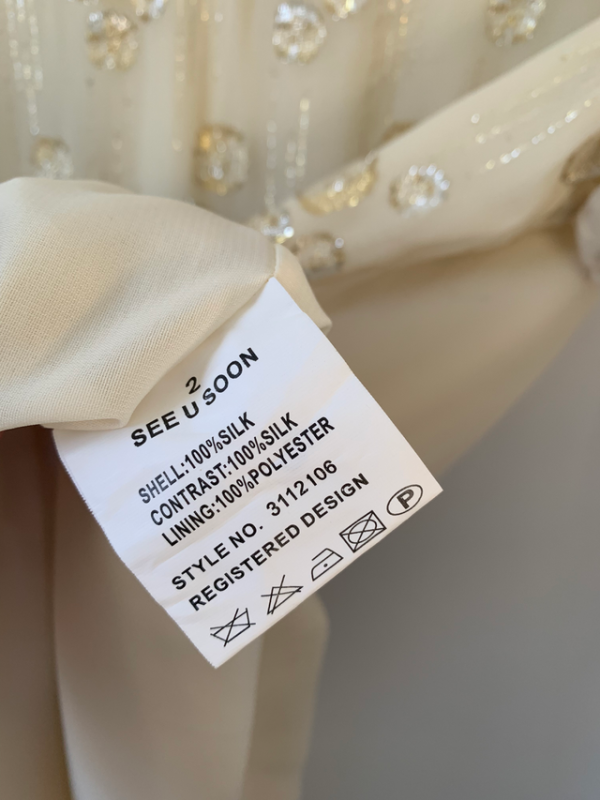 2
SEE U SOON
SHELL:100%SILK
CONTRAST:100%SILK
LINING:100%POLYESTER
STYLE NO. 3112106
REGISTERED DESIGN
P